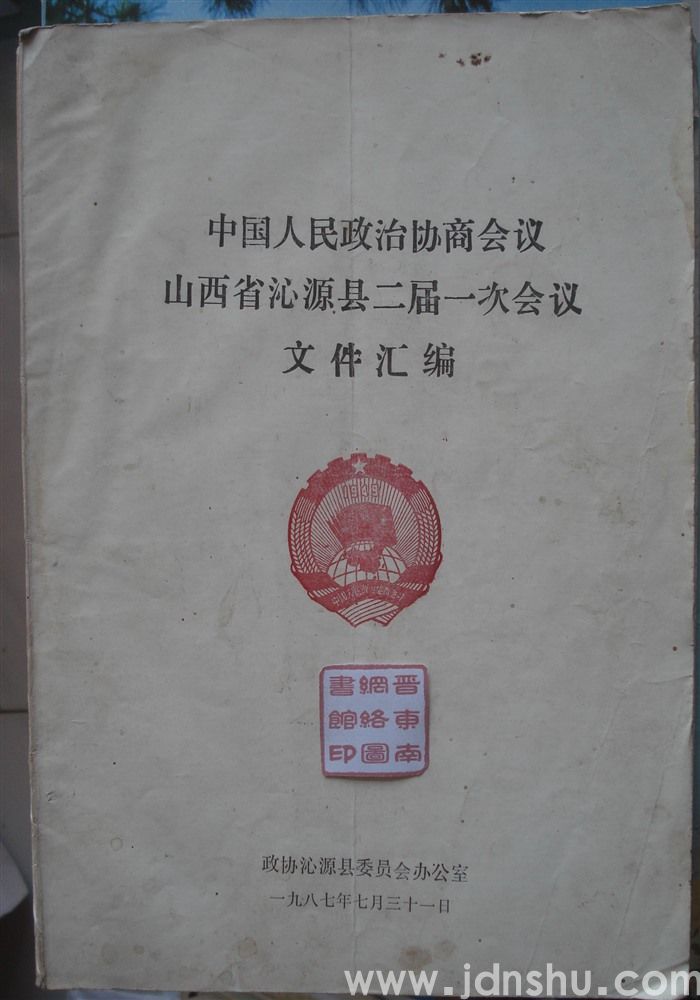 中国人民政治协商会议
山西省沁源县二届一次会议
文件汇编
1949
晋东南
網絡圖
書館印
政协沁源县委员会办公室
一九八七年七月三十一日
www.jdnshu.com